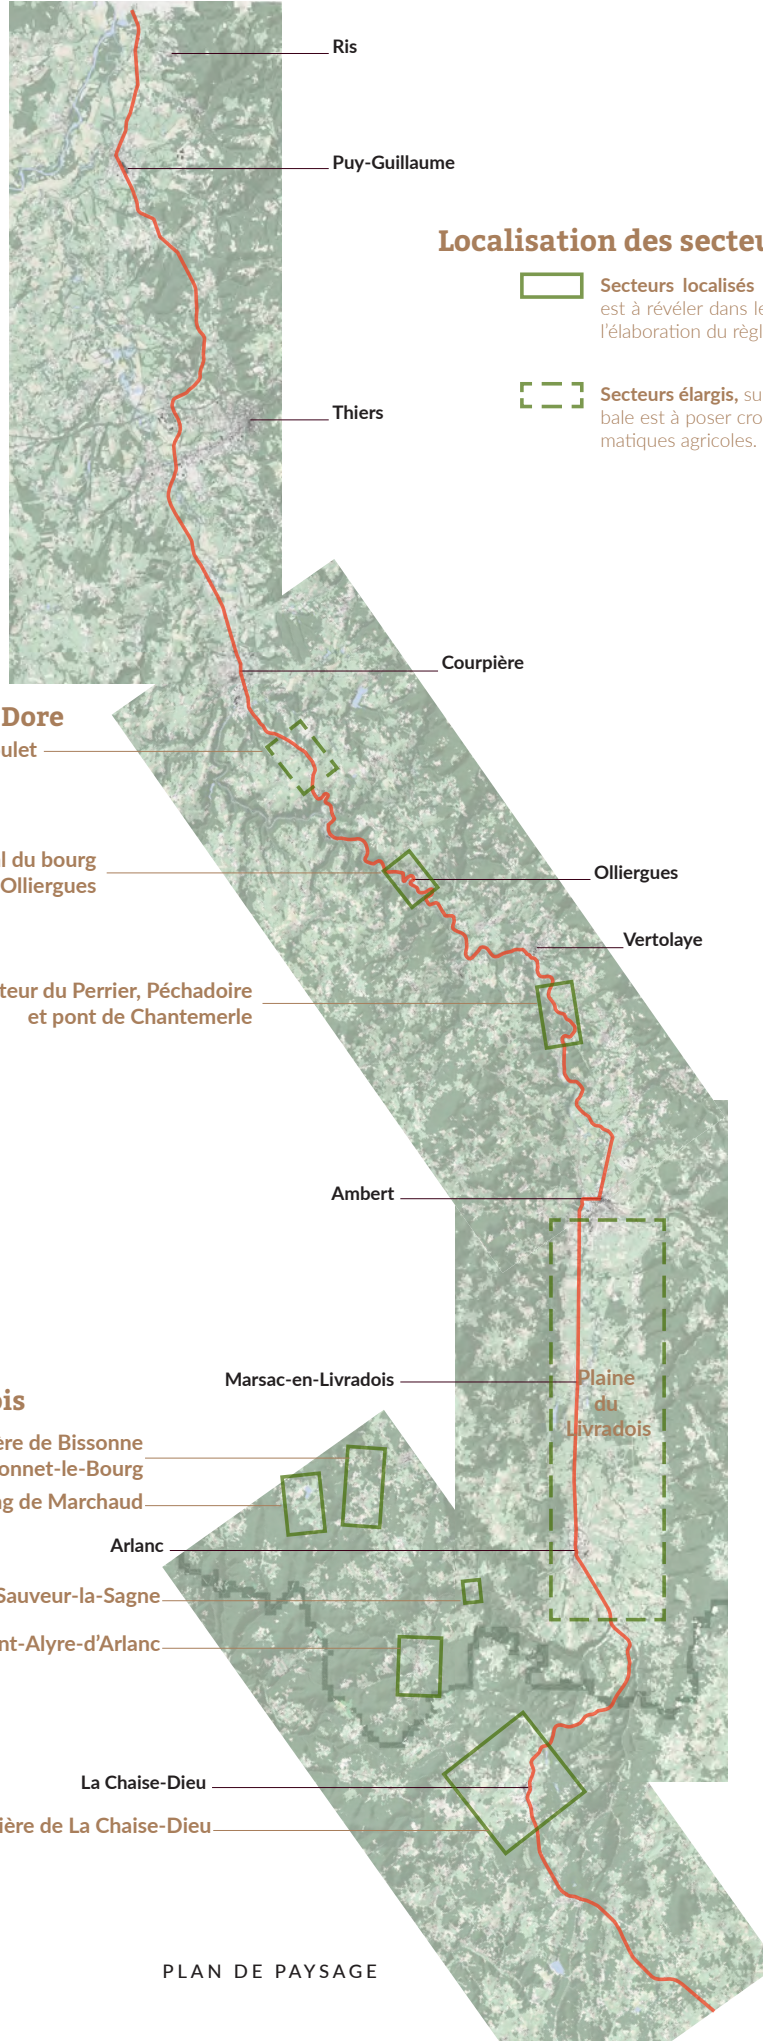 Ris
Puy-Guillaume
Localisation des secteu
Secteurs localisés
est à révéler dans le
l'élaboration du règl
Thiers
Secteurs élargis, su
bale est à poser cro
matiques agricoles.
Courpière
Dore
ulet
l du bourg
Olliergues
Olliergues
Vertolaye
teur du Perrier, Péchadoire
et pont de Chantemerle
Ambert
Marsac-en-Livradois
Plaine
du
Livradois
ois
ère de Bissonne
onnet-le-Bourg
ng de Marchaud
Arlanc
Sauveur-la-Sagne
nt-Alyre-d'Arlanc
La Chaise-Dieu
ière de La Chaise-Dieu
PLAN DE PAYSAGE